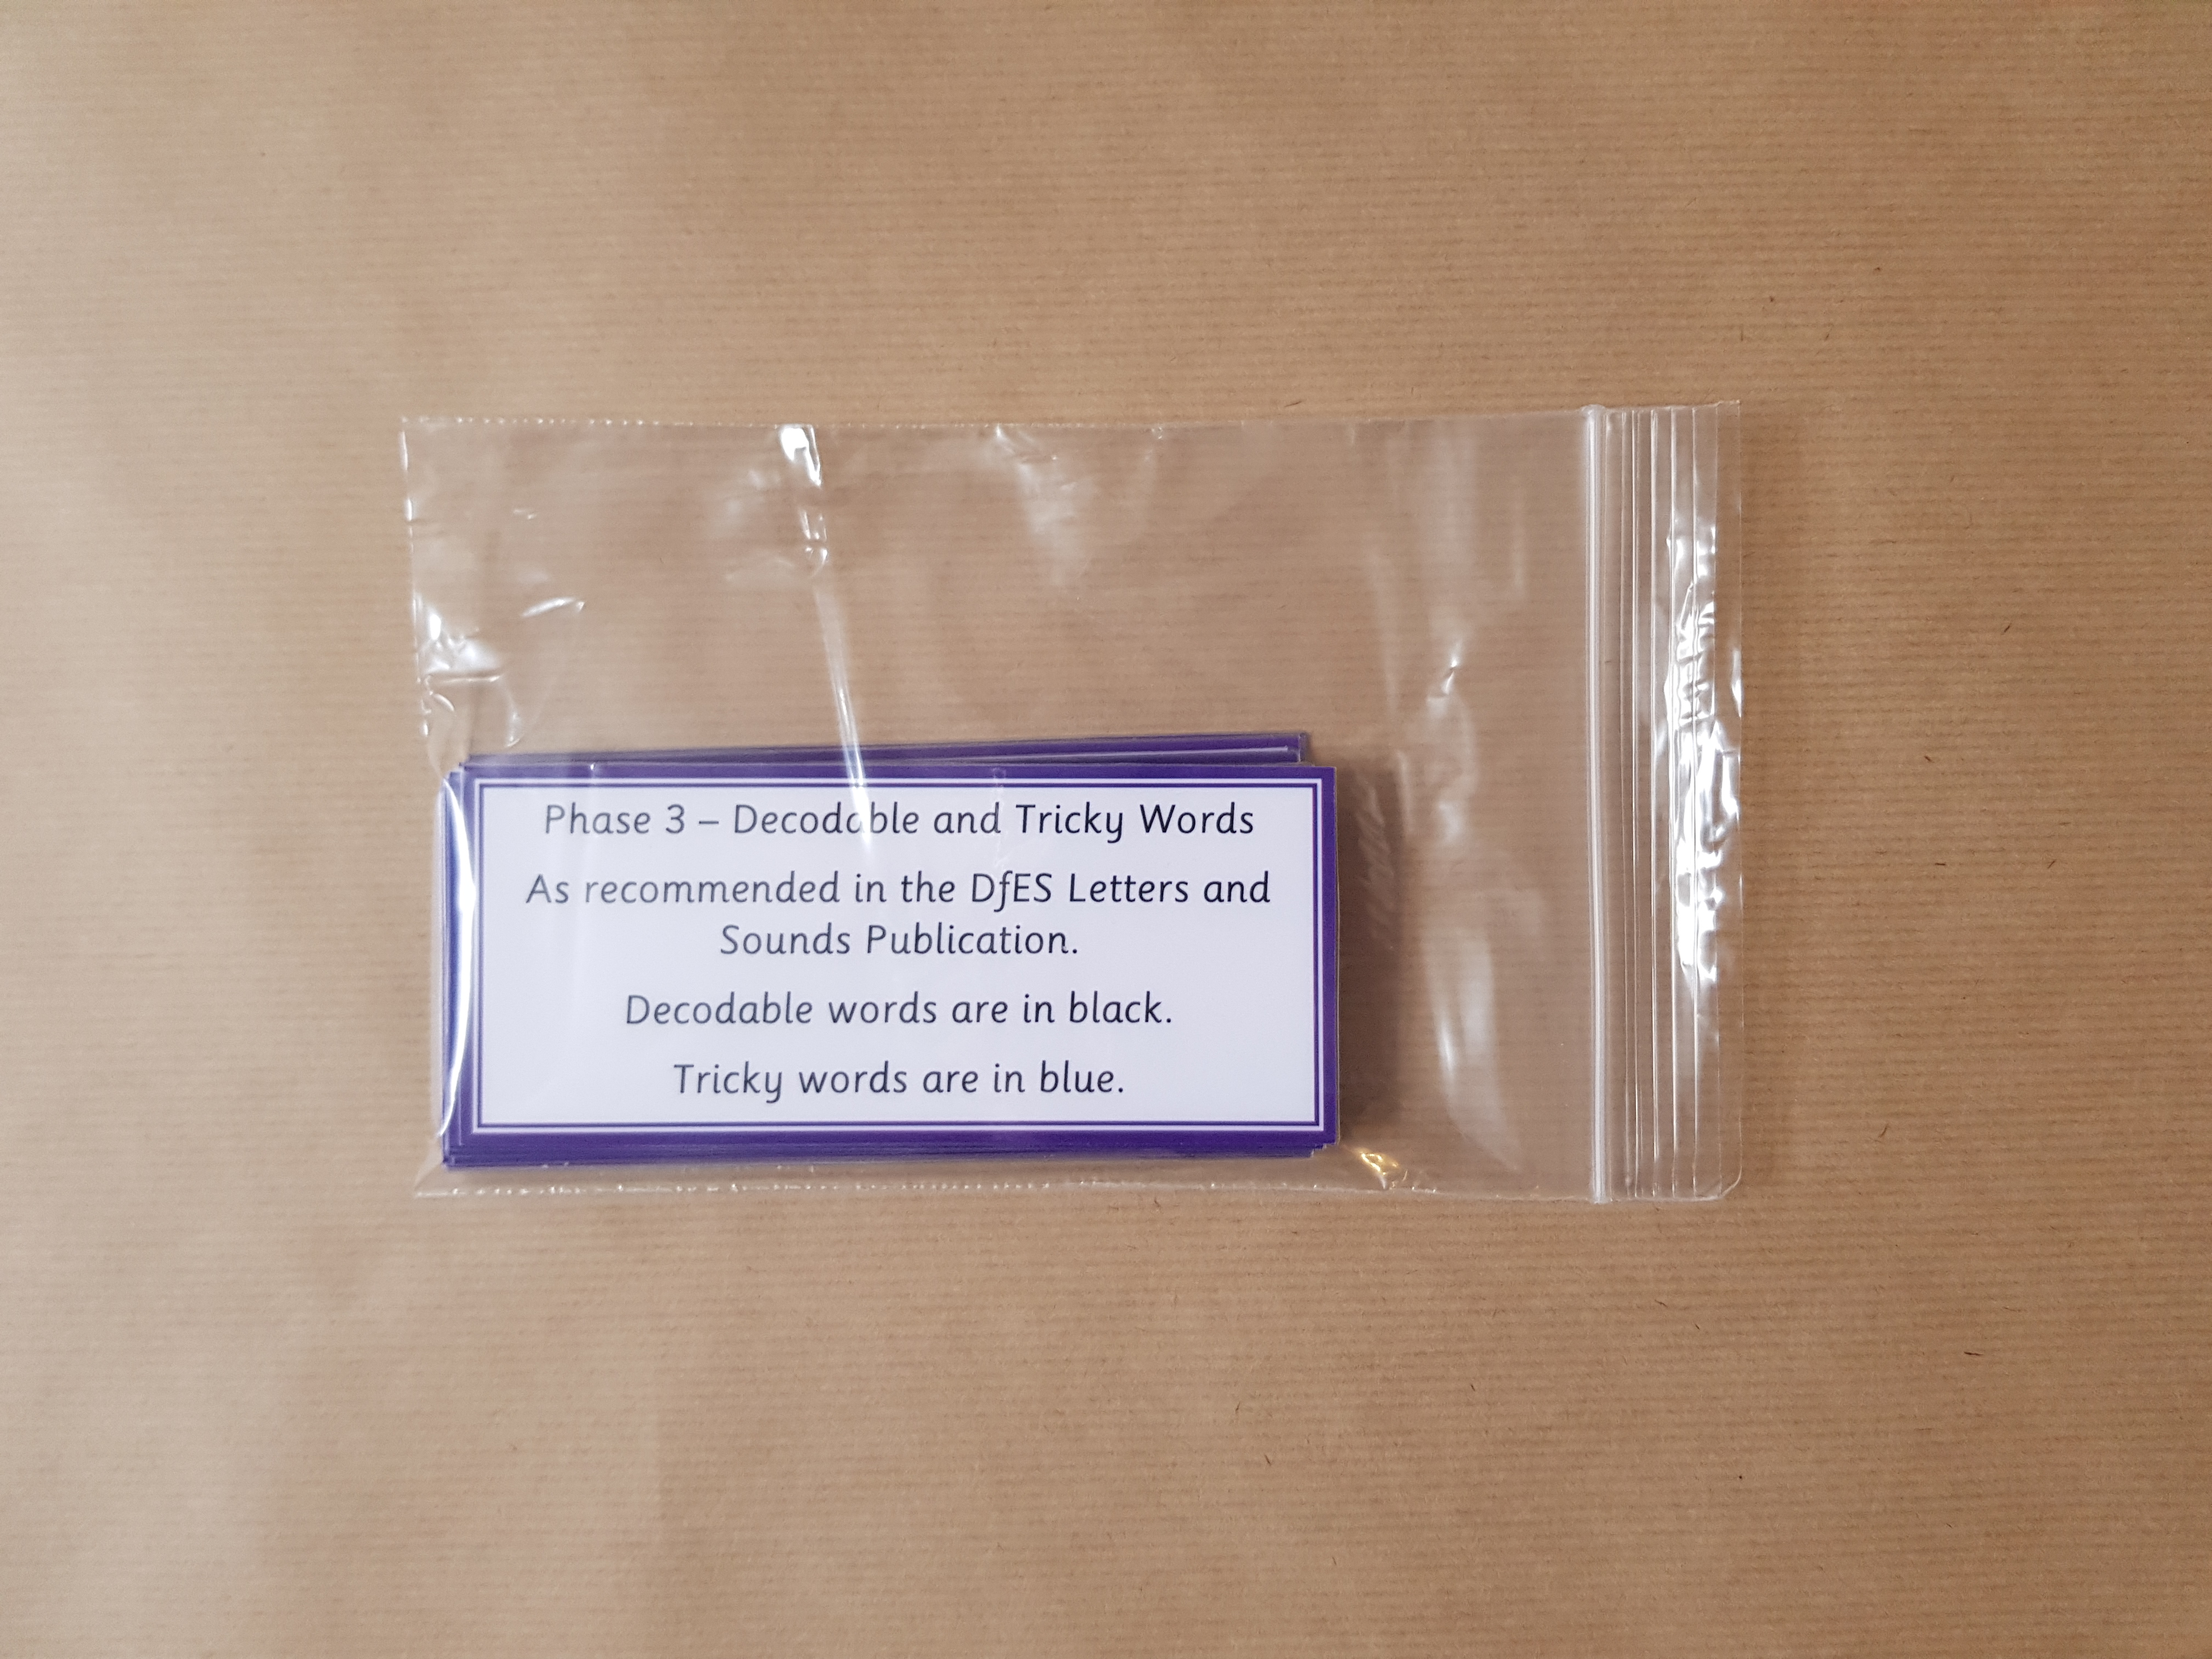 Phase 3 – Decodable and Tricky Words
As recommended in the DfES Letters and
Sounds Publication.
Decodable words are in black.
Tricky words are in blue.